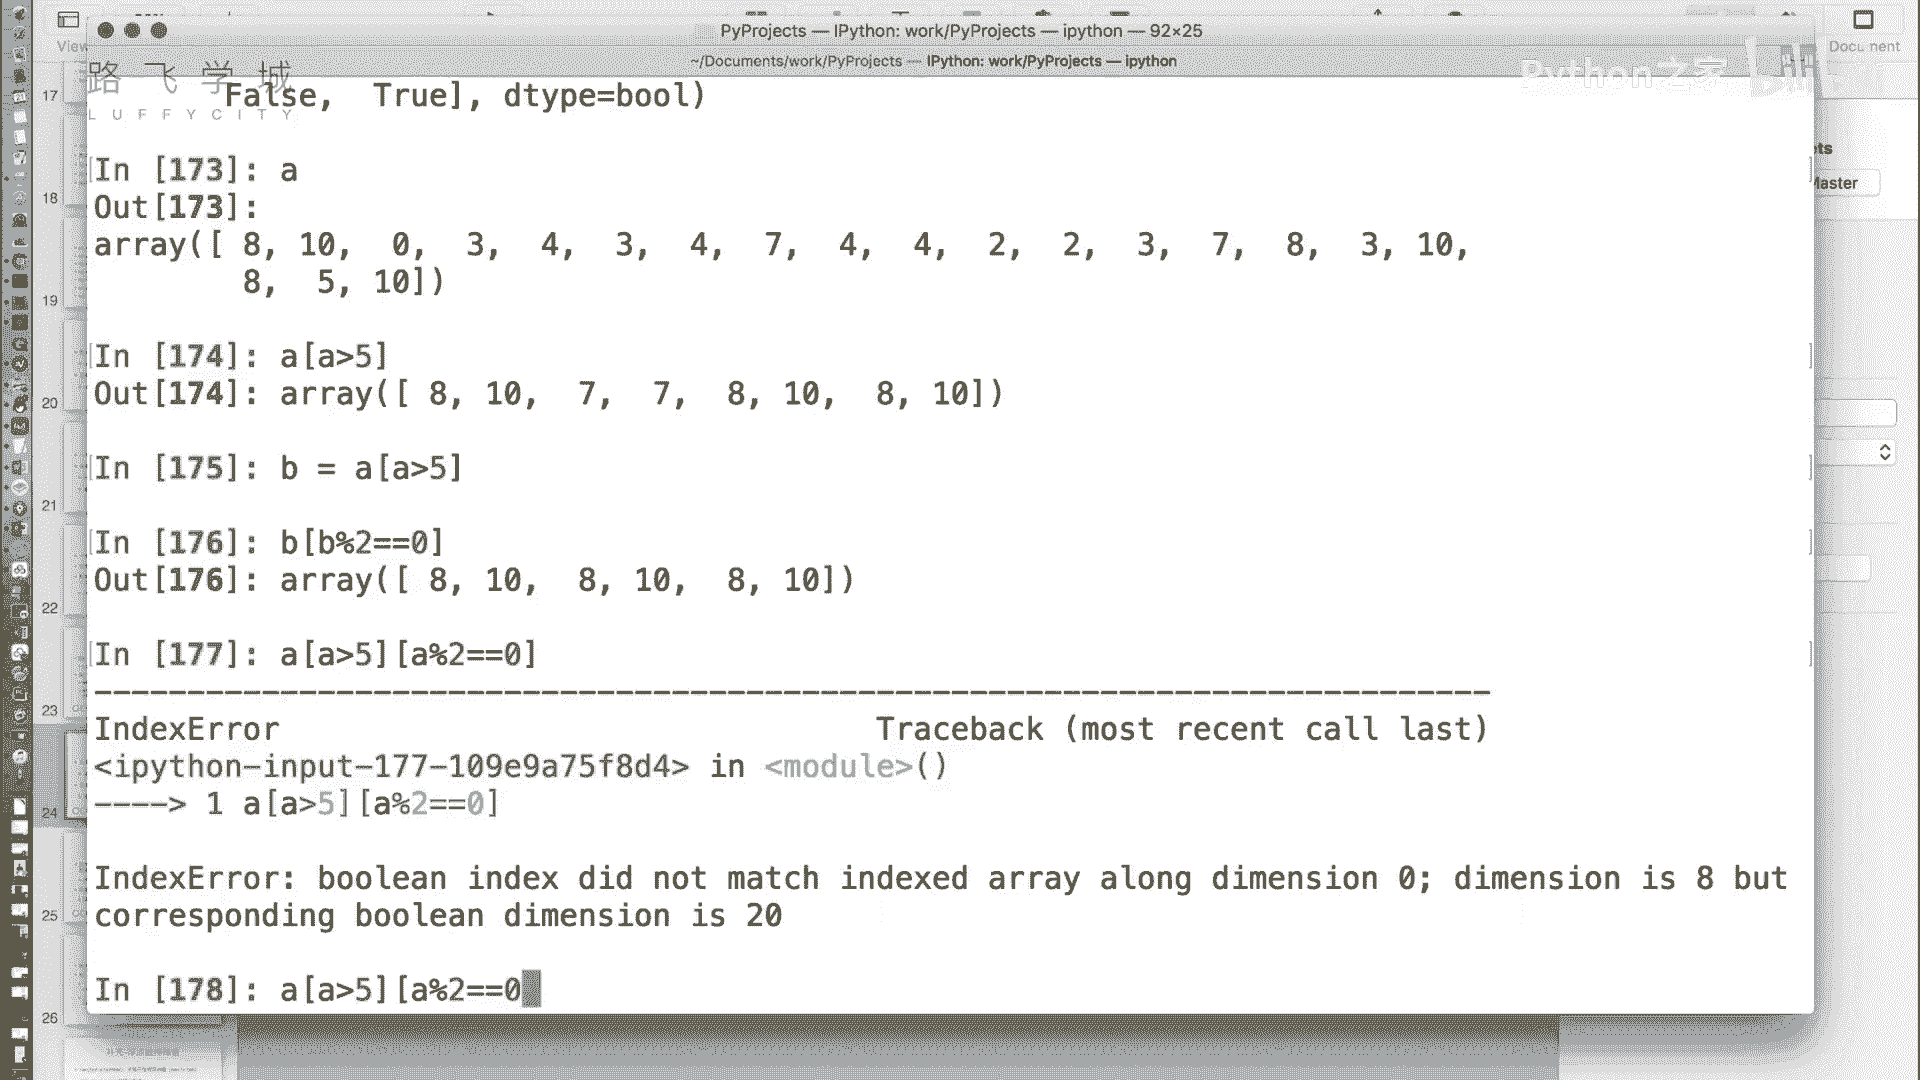 PyProjects — IPython: work/PyProjects — ipython — 92×25
View
Document
~/Documents/work/PyProjects — IPython: work/PyProjects — ipython
路飞学城
LUFFYCITY
Python之家
False,  True], dtype=bool)
In [173]: a
Out[173]:
array([ 8, 10,  0,  3,  4,  3,  4,  7,  4,  4,  2,  2,  3,  7,  8,  3, 10,
        8,  5, 10])
In [174]: a[a>5]
Out[174]: array([ 8, 10,  7,  7,  8, 10,  8, 10])
In [175]: b = a[a>5]
In [176]: b[b%2==0]
Out[176]: array([ 8, 10,  8, 10,  8, 10])
In [177]: a[a>5][a%2==0]
---------------------------------------------------------------------------
IndexError                                Traceback (most recent call last)
<ipython-input-177-109e9a75f8d4> in <module>()
----> 1 a[a>5][a%2==0]
IndexError: boolean index did not match indexed array along dimension 0; dimension is 8 but
corresponding boolean dimension is 20
In [178]: a[a>5][a%2==0
17
18
19
20
21
22
23
24
25
26
Master